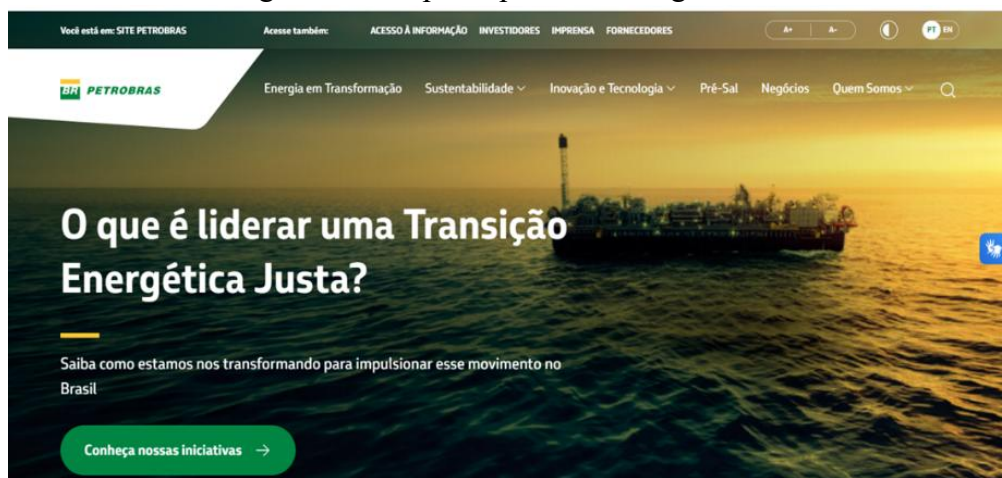 Você está em: SITE PETROBRAS
Acesse também:
ACESSO À INFORMAÇÃO INVESTIDORES IMPRENSA FORNECEDORES
A+ | A-
PT EN
BR PETROBRAS
Energia em Transformação Sustentabilidade Inovação e Tecnologia Pré-Sal Negócios Quem Somos
O que é liderar uma Transição
Energética Justa?
Saiba como estamos nos transformando para impulsionar esse movimento no
Brasil
Conheça nossas iniciativas →